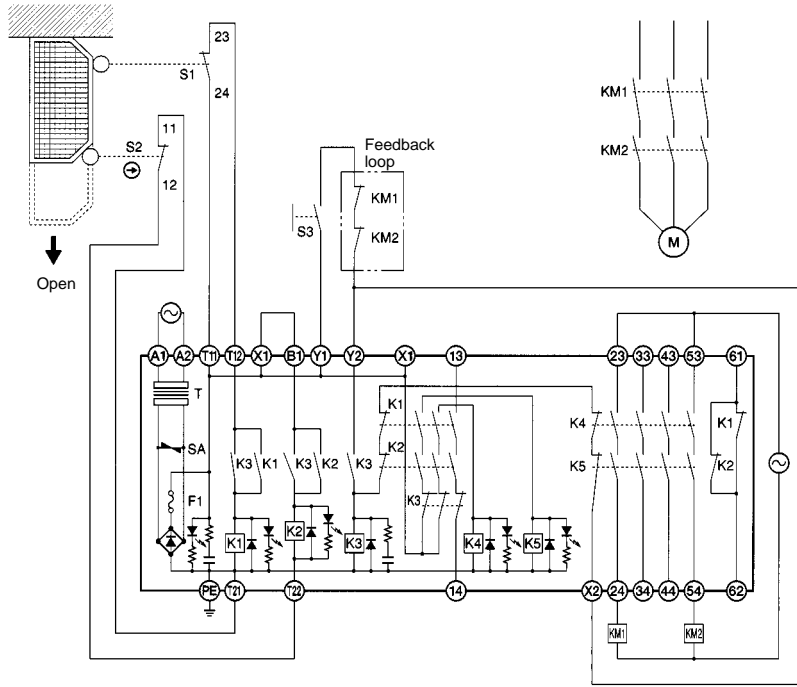 23
S1
24
11
S2
12
Open
Feedback
loop
KM1
S3
KM2
KM1
KM2
M
A1 A2 T11 T12 X1 B1 Y1 Y2 X1 13 23 33 43 53 61
T
SA
F1
K3 K1 K3 K2 K3
K1
K2
K3
K4
K5
K1
K2
K1 K2 K3 K4 K5
PE T21 T22 14 X2 24 34 44 54 62
KM1 KM2